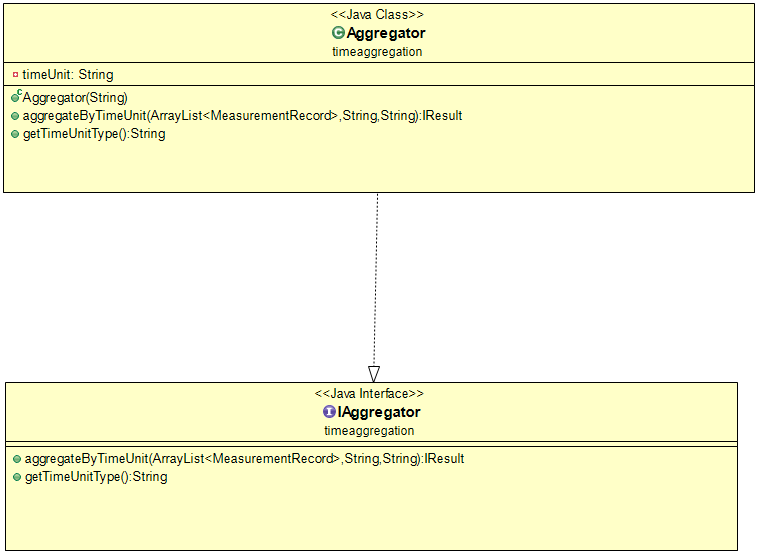 <<Java Class>>
Aggregator
timeaggregation
timeUnit: String
Aggregator(String)
aggregateByTimeUnit(ArrayList<MeasurementRecord>,String,String):IResult
getTimeUnitType():String
<<Java Interface>>
IAggregator
timeaggregation
aggregateByTimeUnit(ArrayList<MeasurementRecord>,String,String):IResult
getTimeUnitType():String